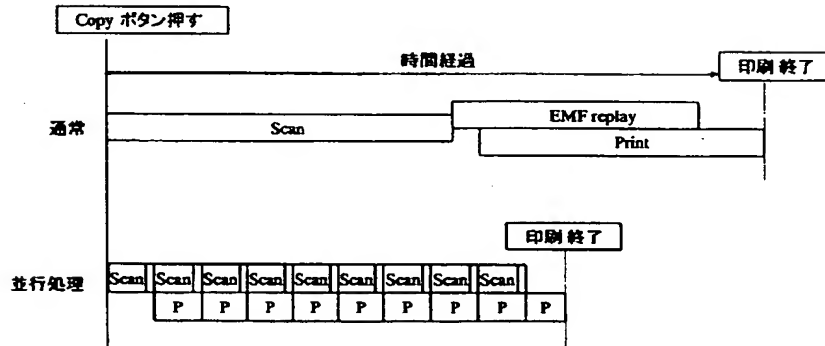 Copy ボタン押す
時間経過
印刷 終了
通常
EMF replay
Scan
Print
印刷 終了
並行処理
Scan Scan Scan Scan Scan Scan Scan Scan Scan
P P P P P P P P P